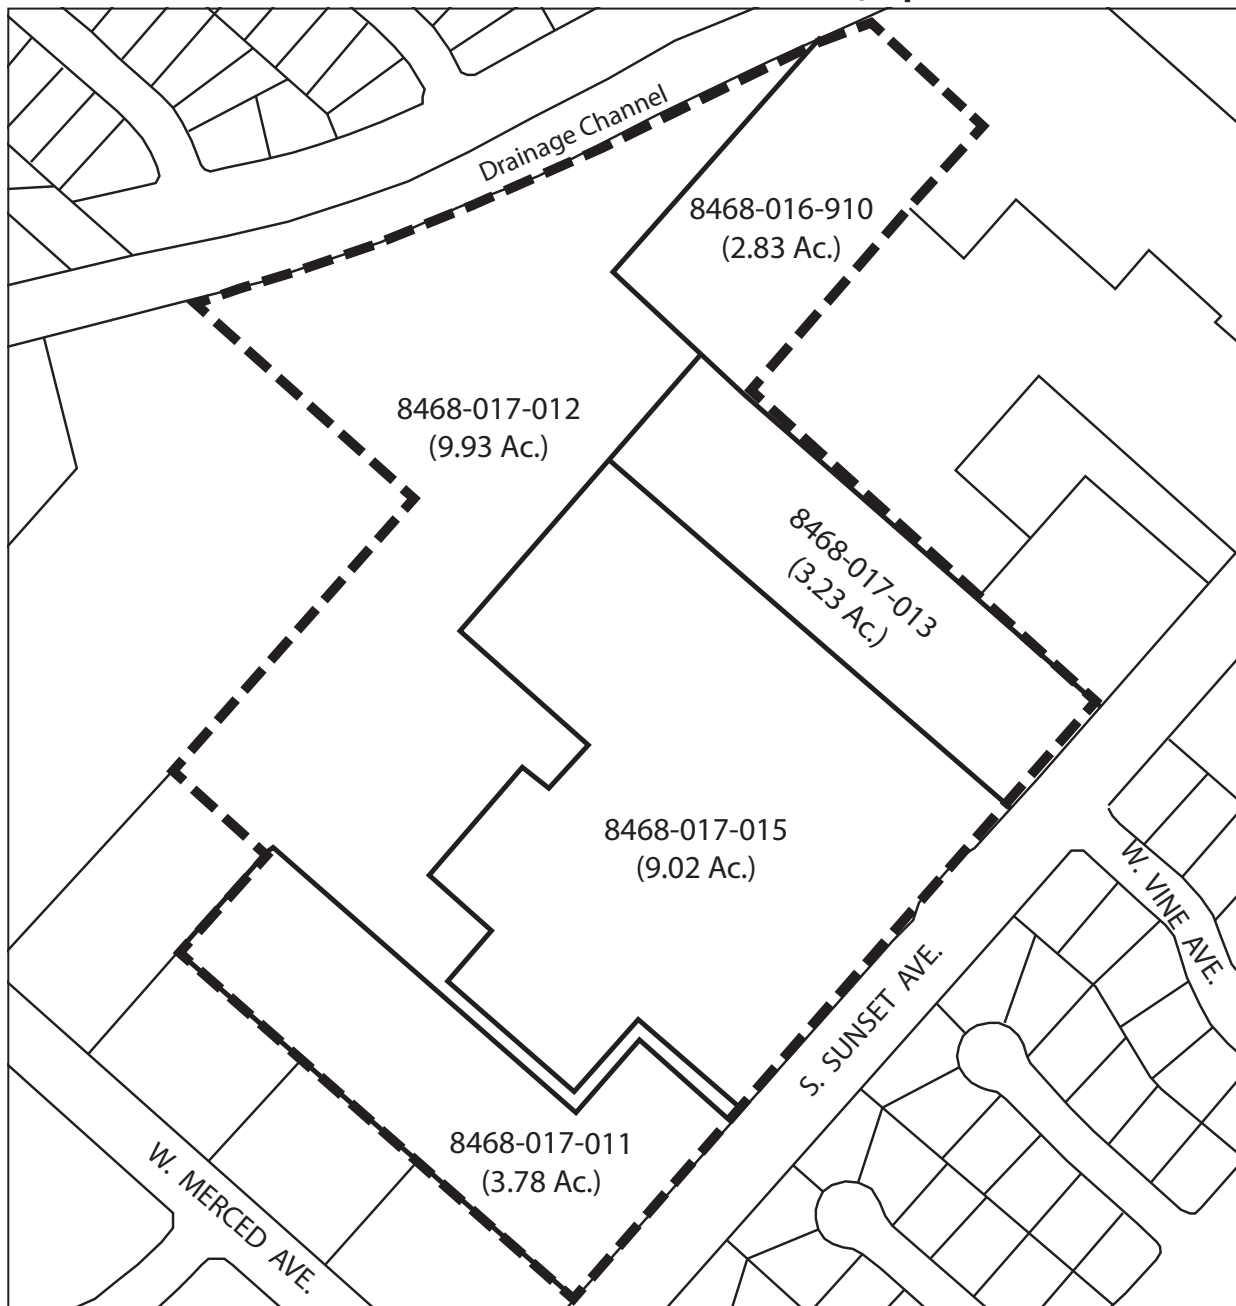 Drainage Channel
8468-016-910
(2.83 Ac.)
8468-017-012
(9.93 Ac.)
8468-017-013
(3.23 Ac.)
8468-017-015
(9.02 Ac.)
W. VINE AVE.
S. SUNSET AVE.
8468-017-011
(3.78 Ac.)
W. MERCED AVE.